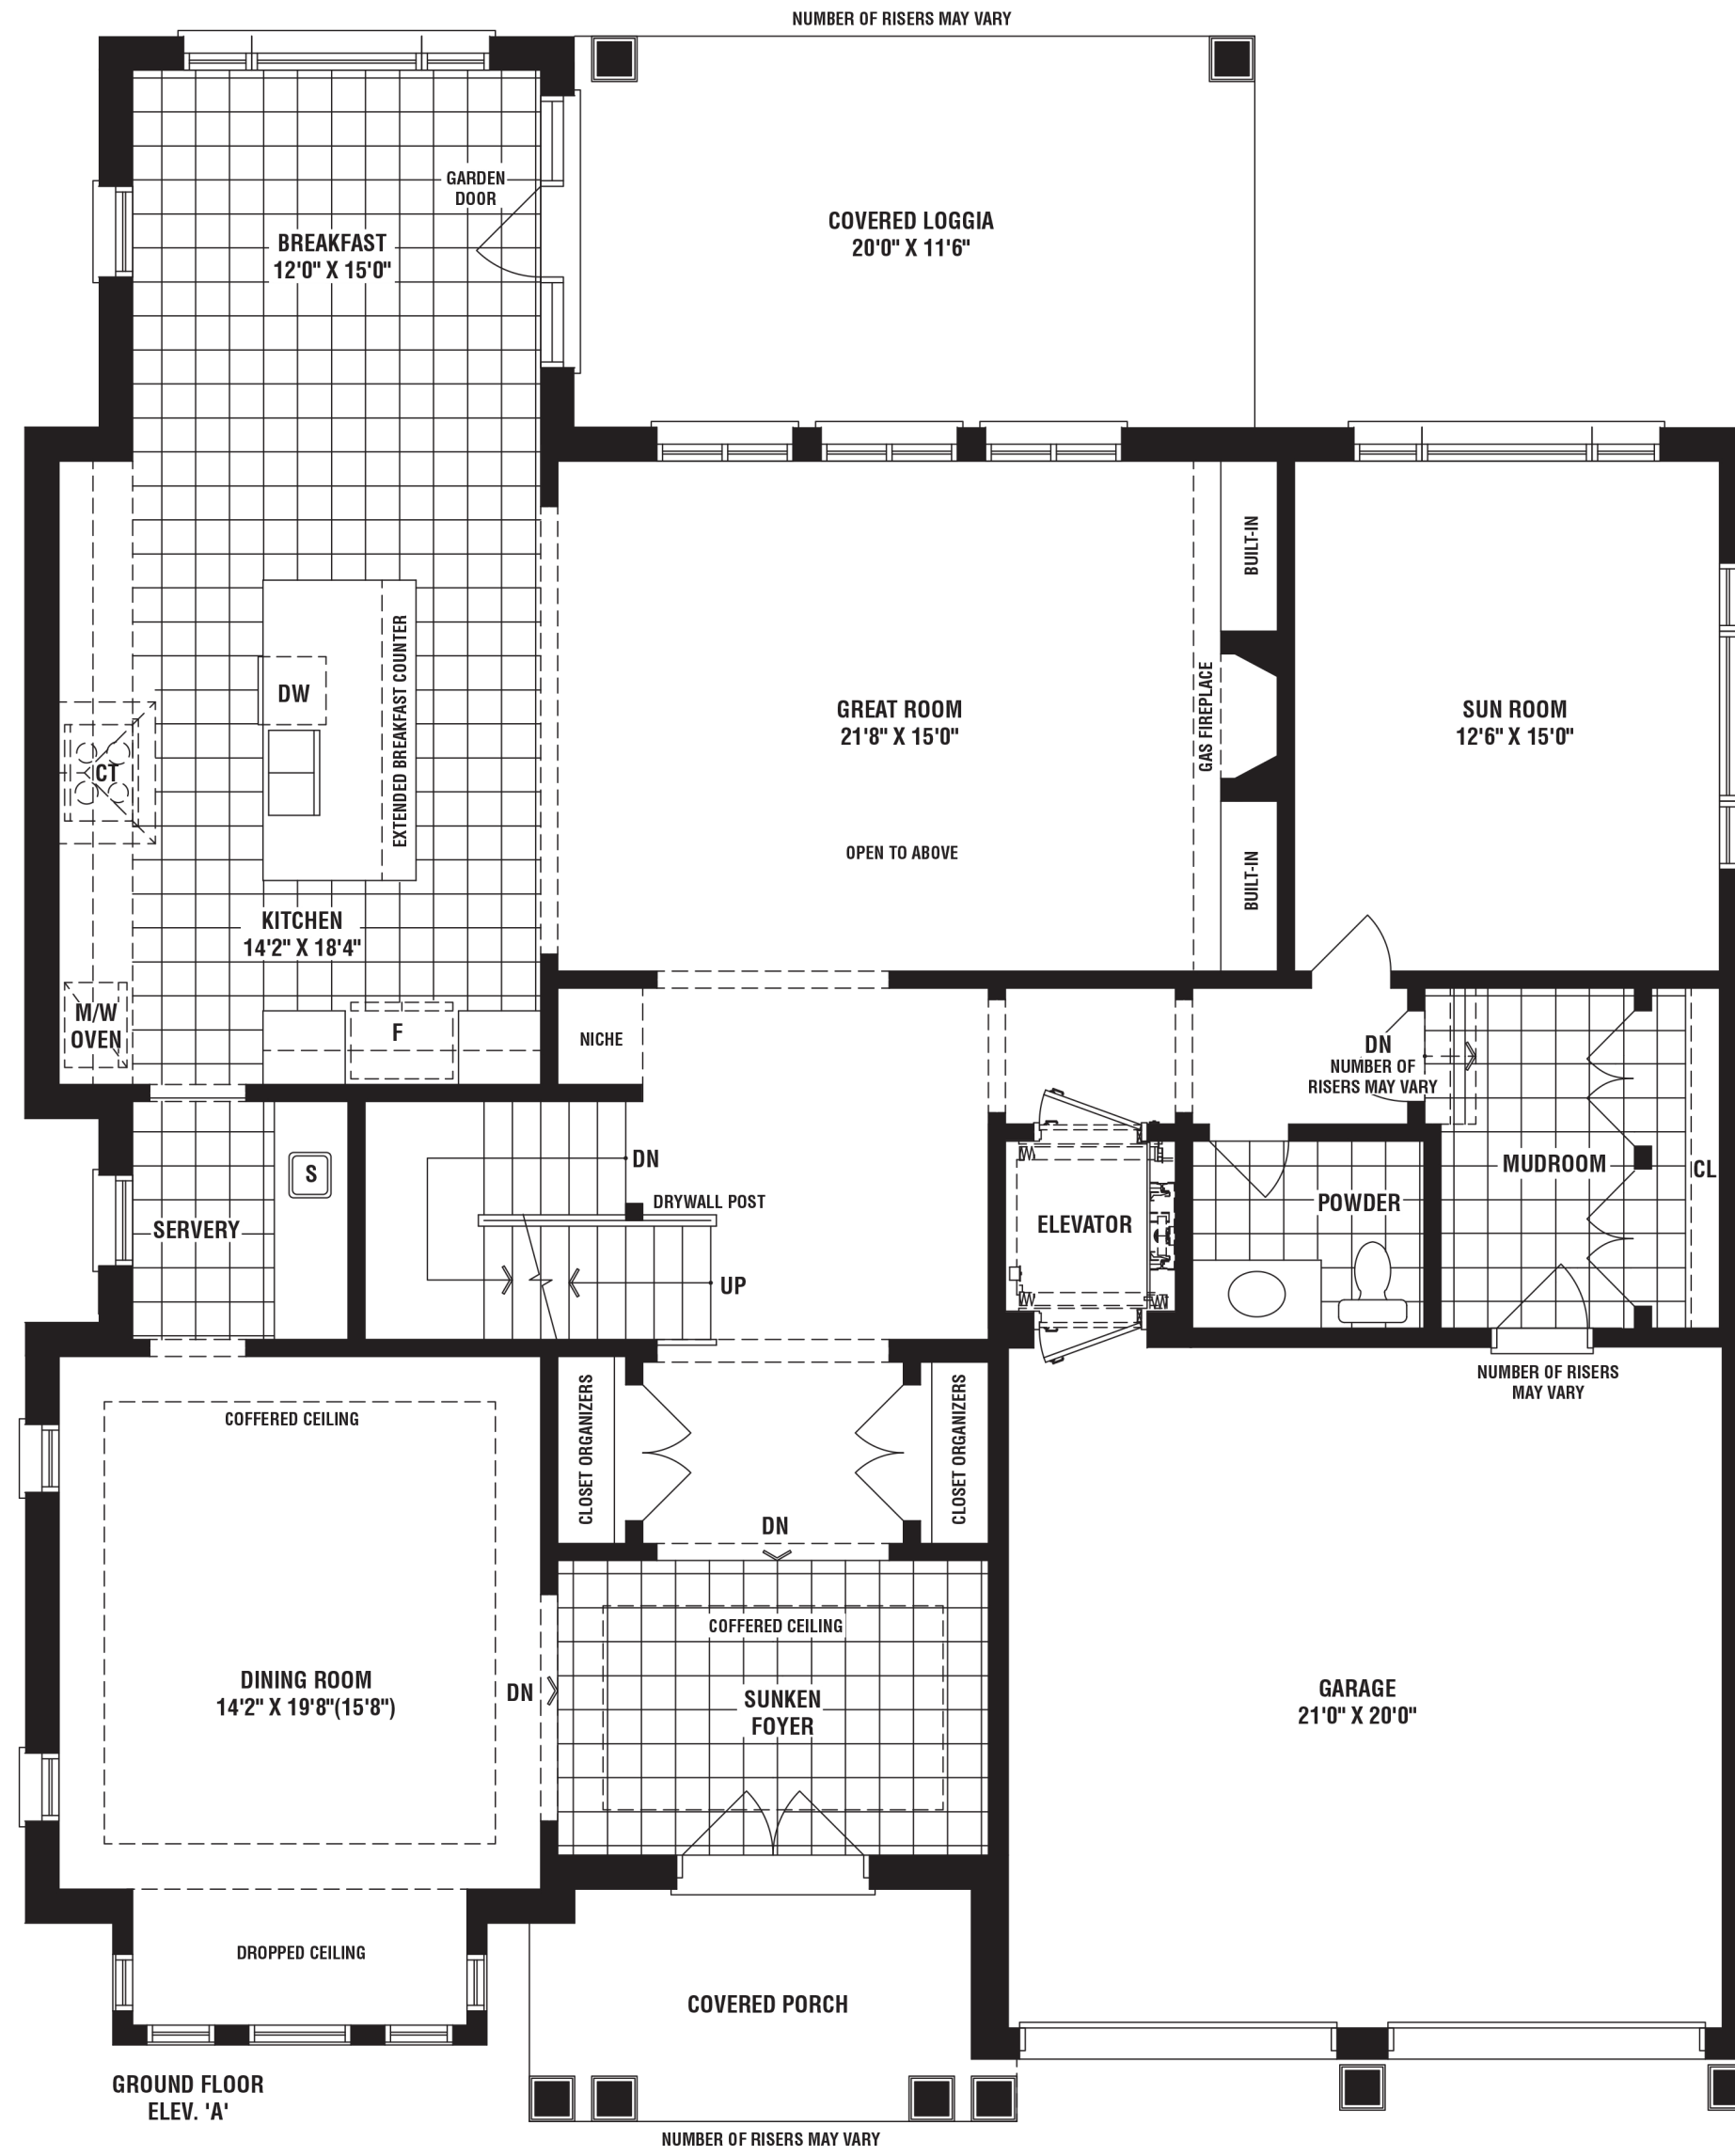 NUMBER OF RISERS MAY VARY
GARDEN
DOOR
BREAKFAST
12'0" X 15'0"
COVERED LOGGIA
20'0" X 11'6"
BUILT-IN
EXTENDED BREAKFAST COUNTER
DW
CT
GREAT ROOM
21'8" X 15'0"
GAS FIREPLACE
SUN ROOM
12'6" X 15'0"
OPEN TO ABOVE
BUILT-IN
KITCHEN
14'2" X 18'4"
M/W
OVEN
F
NICHE
DN
NUMBER OF
RISERS MAY VARY
S
DN
DRYWALL POST
SERVERY
ELEVATOR
POWDER
MUDROOM
CL
UP
NUMBER OF RISERS
MAY VARY
COFFERED CEILING
CLOSET ORGANIZERS
CLOSET ORGANIZERS
DN
COFFERED CEILING
DINING ROOM
14'2" X 19'8"(15'8")
DN
SUNKEN
FOYER
GARAGE
21'0" X 20'0"
DROPPED CEILING
COVERED PORCH
GROUND FLOOR
ELEV. 'A'
NUMBER OF RISERS MAY VARY